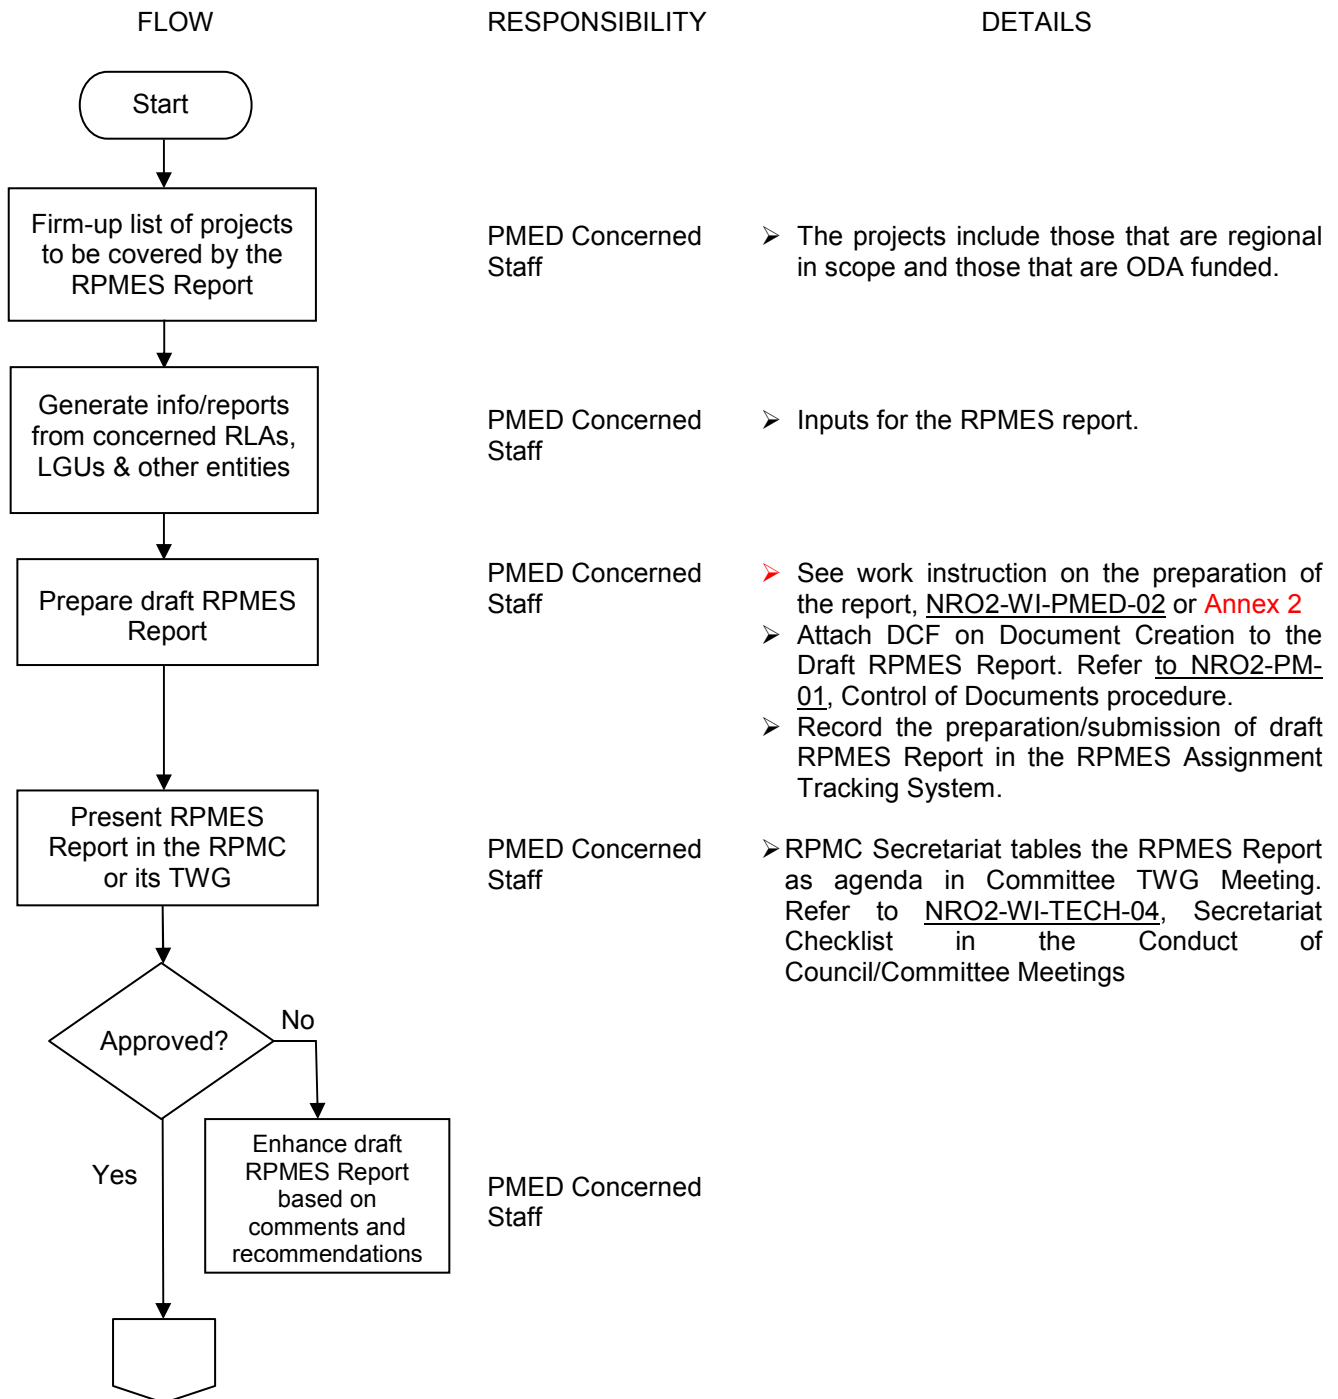 FLOW
RESPONSIBILITY
DETAILS
Start
Firm-up list of projects
to be covered by the
RPMES Report
PMED Concerned
Staff
➢ The projects include those that are regional
in scope and those that are ODA funded.
Generate info/reports
from concerned RLAs,
LGUs & other entities
PMED Concerned
Staff
➢ Inputs for the RPMES report.
Prepare draft RPMES
Report
PMED Concerned
Staff
➢ See work instruction on the preparation of
the report, NRO2-WI-PMED-02 or Annex 2
➢ Attach DCF on Document Creation to the
Draft RPMES Report. Refer to NRO2-PM-
01, Control of Documents procedure.
➢ Record the preparation/submission of draft
RPMES Report in the RPMES Assignment
Tracking System.
Present RPMES
Report in the RPMC
or its TWG
PMED Concerned
Staff
➢ RPMC Secretariat tables the RPMES Report
as agenda in Committee TWG Meeting.
Refer to NRO2-WI-TECH-04, Secretariat
Checklist in the Conduct of
Council/Committee Meetings
Approved?
No
Yes
Enhance draft
RPMES Report
based on
comments and
recommendations
PMED Concerned
Staff